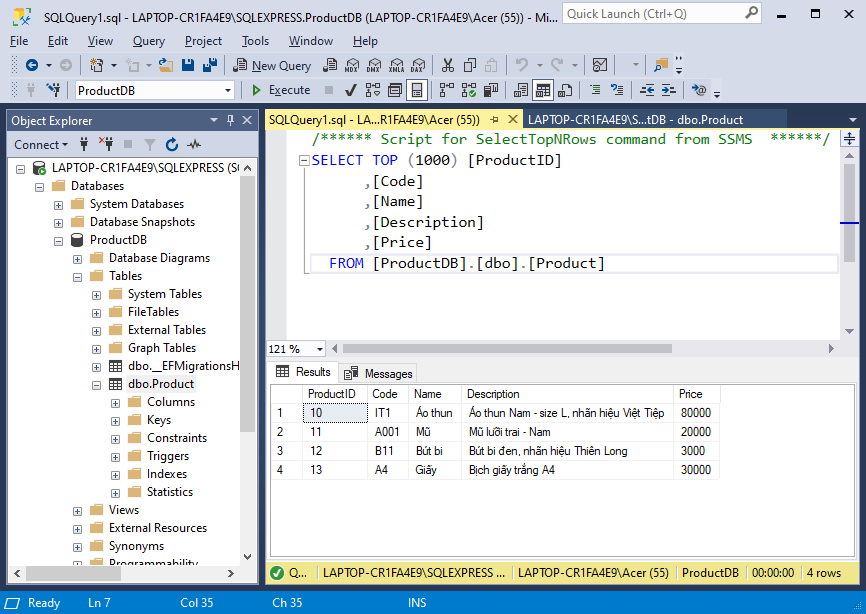 SQLQuery1.sql - LAPTOP-CR1FA4E9\SQLEXPRESS.ProductDB (LAPTOP-CR1FA4E9\Acer (55)) - Mi...
Quick Launch (Ctrl+Q)
File Edit View Query Project Tools Window Help
New Query
MDX DMX XMLA DAX
ProductDB
Execute
Object Explorer
Connect
LAPTOP-CR1FA4E9\SQLEXPRESS (SQ
Databases
System Databases
Database Snapshots
ProductDB
Database Diagrams
Tables
System Tables
FileTables
External Tables
Graph Tables
dbo.__EFMigrationsH
dbo.Product
Columns
Keys
Constraints
Triggers
Indexes
Statistics
Views
External Resources
Synonyms
Programmability
SQLQuery1.sql - LA...R1FA4E9\Acer (55))
LAPTOP-CR1FA4E9\S...tDB - dbo.Product
/****** Script for SelectTopNRows command from SSMS ******/
SELECT TOP (1000) [ProductID]
,[Code]
,[Name]
,[Description]
,[Price]
FROM [ProductDB].[dbo].[Product]
121 %
Results Messages
ProductID Code Name Description Price
1 10 IT1 Áo thun Áo thun Nam - size L, nhãn hiệu Việt Tiệp 80000
2 11 A001 Mũ Mũ lưỡi trai - Nam 20000
3 12 B11 Bút bi Bút bi đen, nhãn hiệu Thiên Long 3000
4 13 A4 Giấy Bịch giấy trắng A4 30000
Q... LAPTOP-CR1FA4E9\SQLEXPRESS ... LAPTOP-CR1FA4E9\Acer (55) ProductDB 00:00:00 4 rows
Ready Ln 7 Col 35 Ch 35 INS